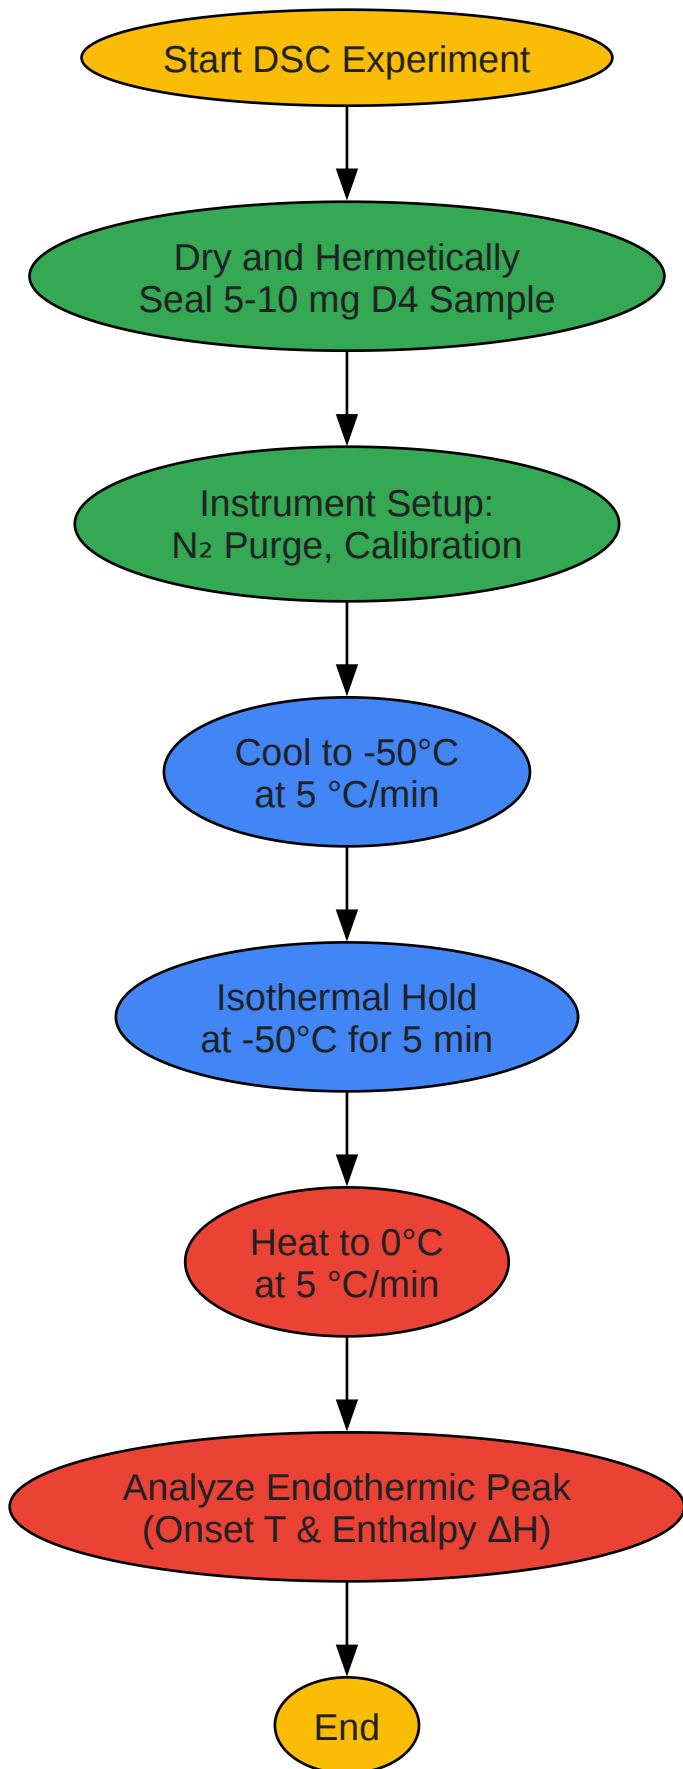 Start DSC Experiment
Dry and Hermetically
Seal 5-10 mg D4 Sample
Instrument Setup:
N₂ Purge, Calibration
Cool to -50°C
at 5 °C/min
Isothermal Hold
at -50°C for 5 min
Heat to 0°C
at 5 °C/min
Analyze Endothermic Peak
(Onset T & Enthalpy ΔH)
End